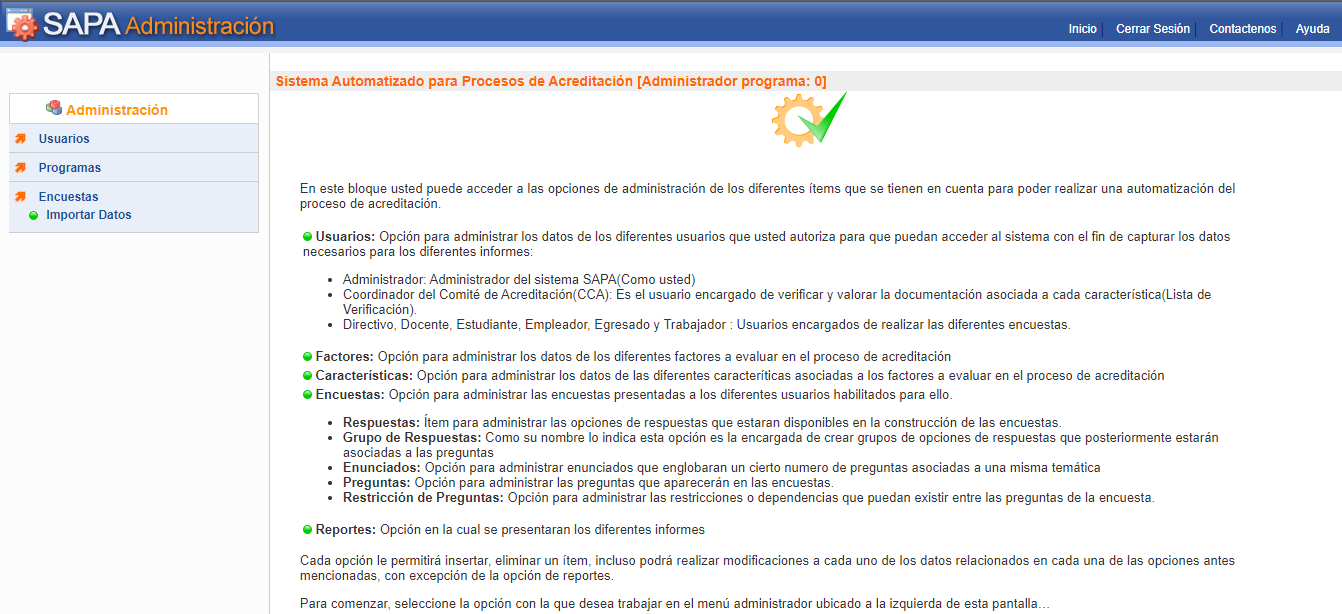 SAPA Administración
Inicio
Cerrar Sesión
Contactenos
Ayuda
Administración
Usuarios
Programas
Encuestas
Importar Datos
Sistema Automatizado para Procesos de Acreditación [Administrador programa: 0]
En este bloque usted puede acceder a las opciones de administración de los diferentes ítems que se tienen en cuenta para poder realizar una automatización del
proceso de acreditación.
Usuarios: Opción para administrar los datos de los diferentes usuarios que usted autoriza para que puedan acceder al sistema con el fin de capturar los datos
necesarios para los diferentes informes:
• Administrador: Administrador del sistema SAPA(Como usted)
• Coordinador del Comité de Acreditación(CCA): Es el usuario encargado de verificar y valorar la documentación asociada a cada característica(Lista de
Verificación).
• Directivo, Docente, Estudiante, Empleador, Egresado y Trabajador : Usuarios encargados de realizar las diferentes encuestas.
Factores: Opción para administrar los datos de los diferentes factores a evaluar en el proceso de acreditación
Características: Opción para administrar los datos de las diferentes caracteríticas asociadas a los factores a evaluar en el proceso de acreditación
Encuestas: Opción para administrar las encuestas presentadas a los diferentes usuarios habilitados para ello.
• Respuestas: Ítem para administrar las opciones de respuestas que estaran disponibles en la construcción de las encuestas.
• Grupo de Respuestas: Como su nombre lo indica esta opción es la encargada de crear grupos de opciones de respuestas que posteriormente estarán
asociadas a las preguntas
• Enunciados: Opción para administrar enunciados que englobaran un cierto numero de preguntas asociadas a una misma temática
• Preguntas: Opción para administrar las preguntas que aparecerán en las encuestas.
• Restricción de Preguntas: Opción para administrar las restricciones o dependencias que puedan existir entre las preguntas de la encuesta.
Reportes: Opción en la cual se presentaran los diferentes informes
Cada opción le permitirá insertar, eliminar un ítem, incluso podrá realizar modificaciones a cada uno de los datos relacionados en cada una de las opciones antes
mencionadas, con excepción de la opción de reportes.
Para comenzar, seleccione la opción con la que desea trabajar en el menú administrador ubicado a la izquierda de esta pantalla…